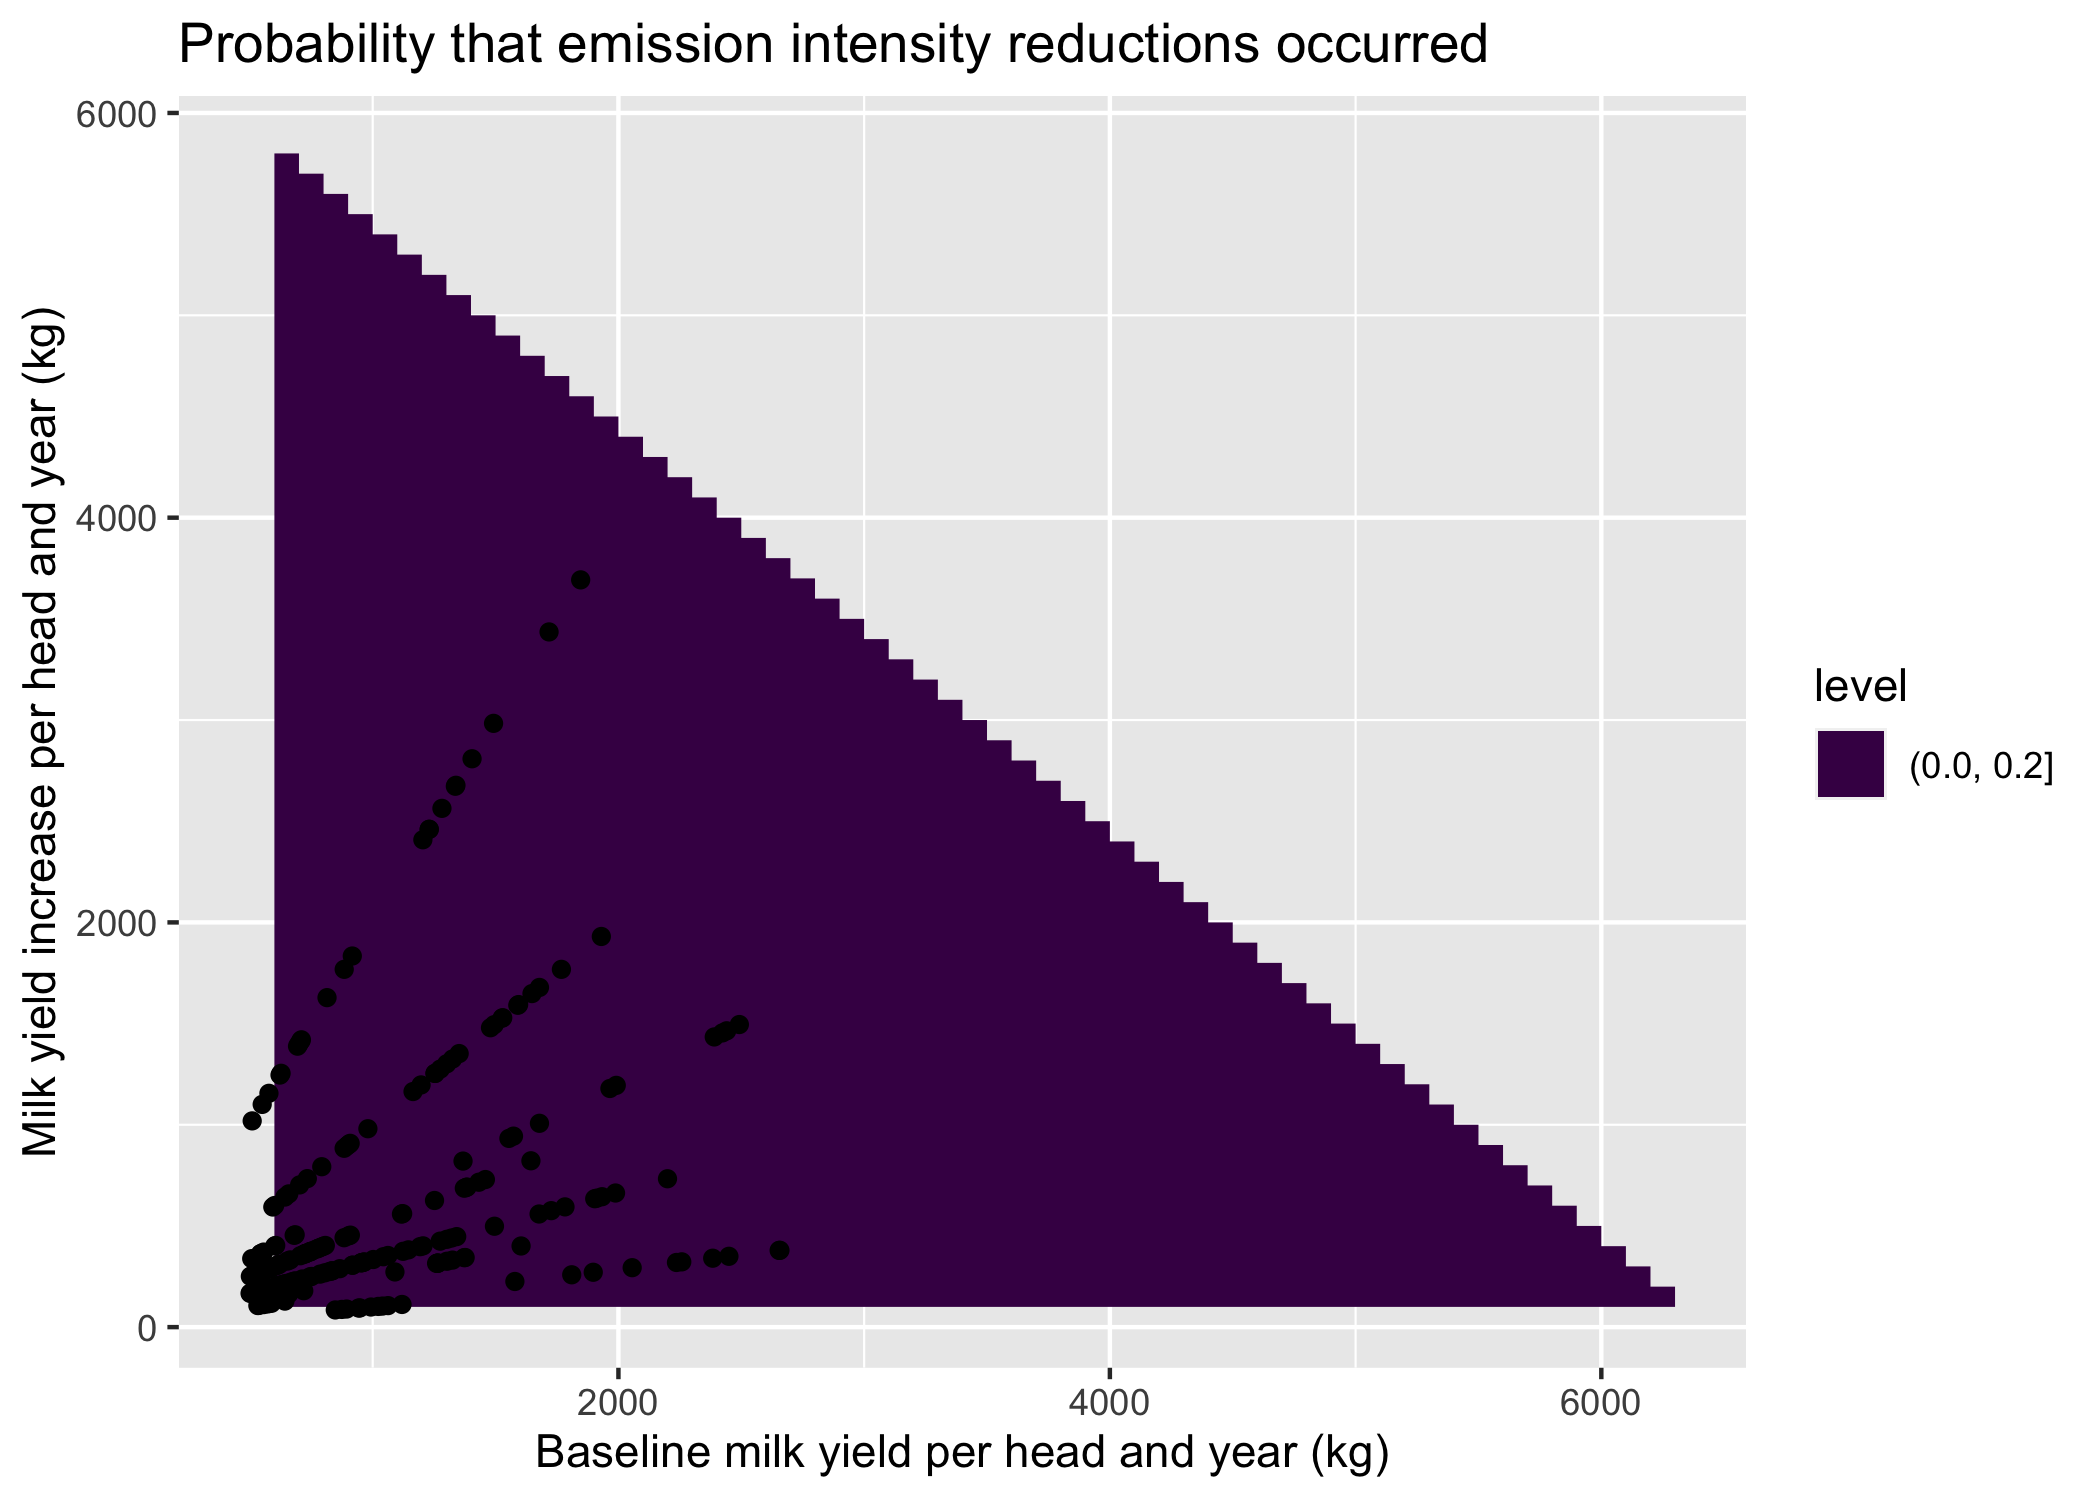 Probability that emission intensity reductions occurred
Milk yield increase per head and year (kg)
6000
4000
2000
0
2000
4000
6000
Baseline milk yield per head and year (kg)
level
(0.0, 0.2]